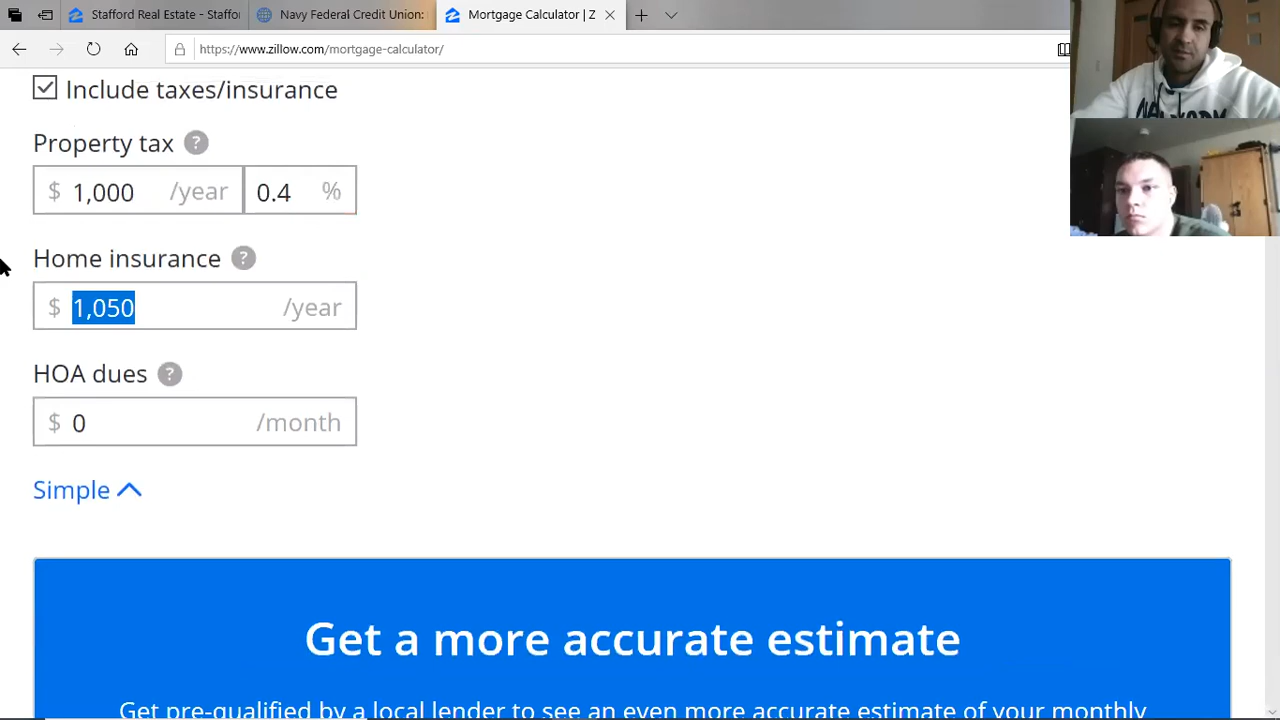 Stafford Real Estate - Staffo
Navy Federal Credit Union:
Mortgage Calculator | Z
https://www.zillow.com/mortgage-calculator/
Include taxes/insurance
Property tax ?
$ 1,000 /year 0.4 %
Home insurance ?
$ 1,050 /year
HOA dues ?
$ 0 /month
Simple
Get a more accurate estimate
Get pre-qualified by a local lender to see an even more accurate estimate of your monthly